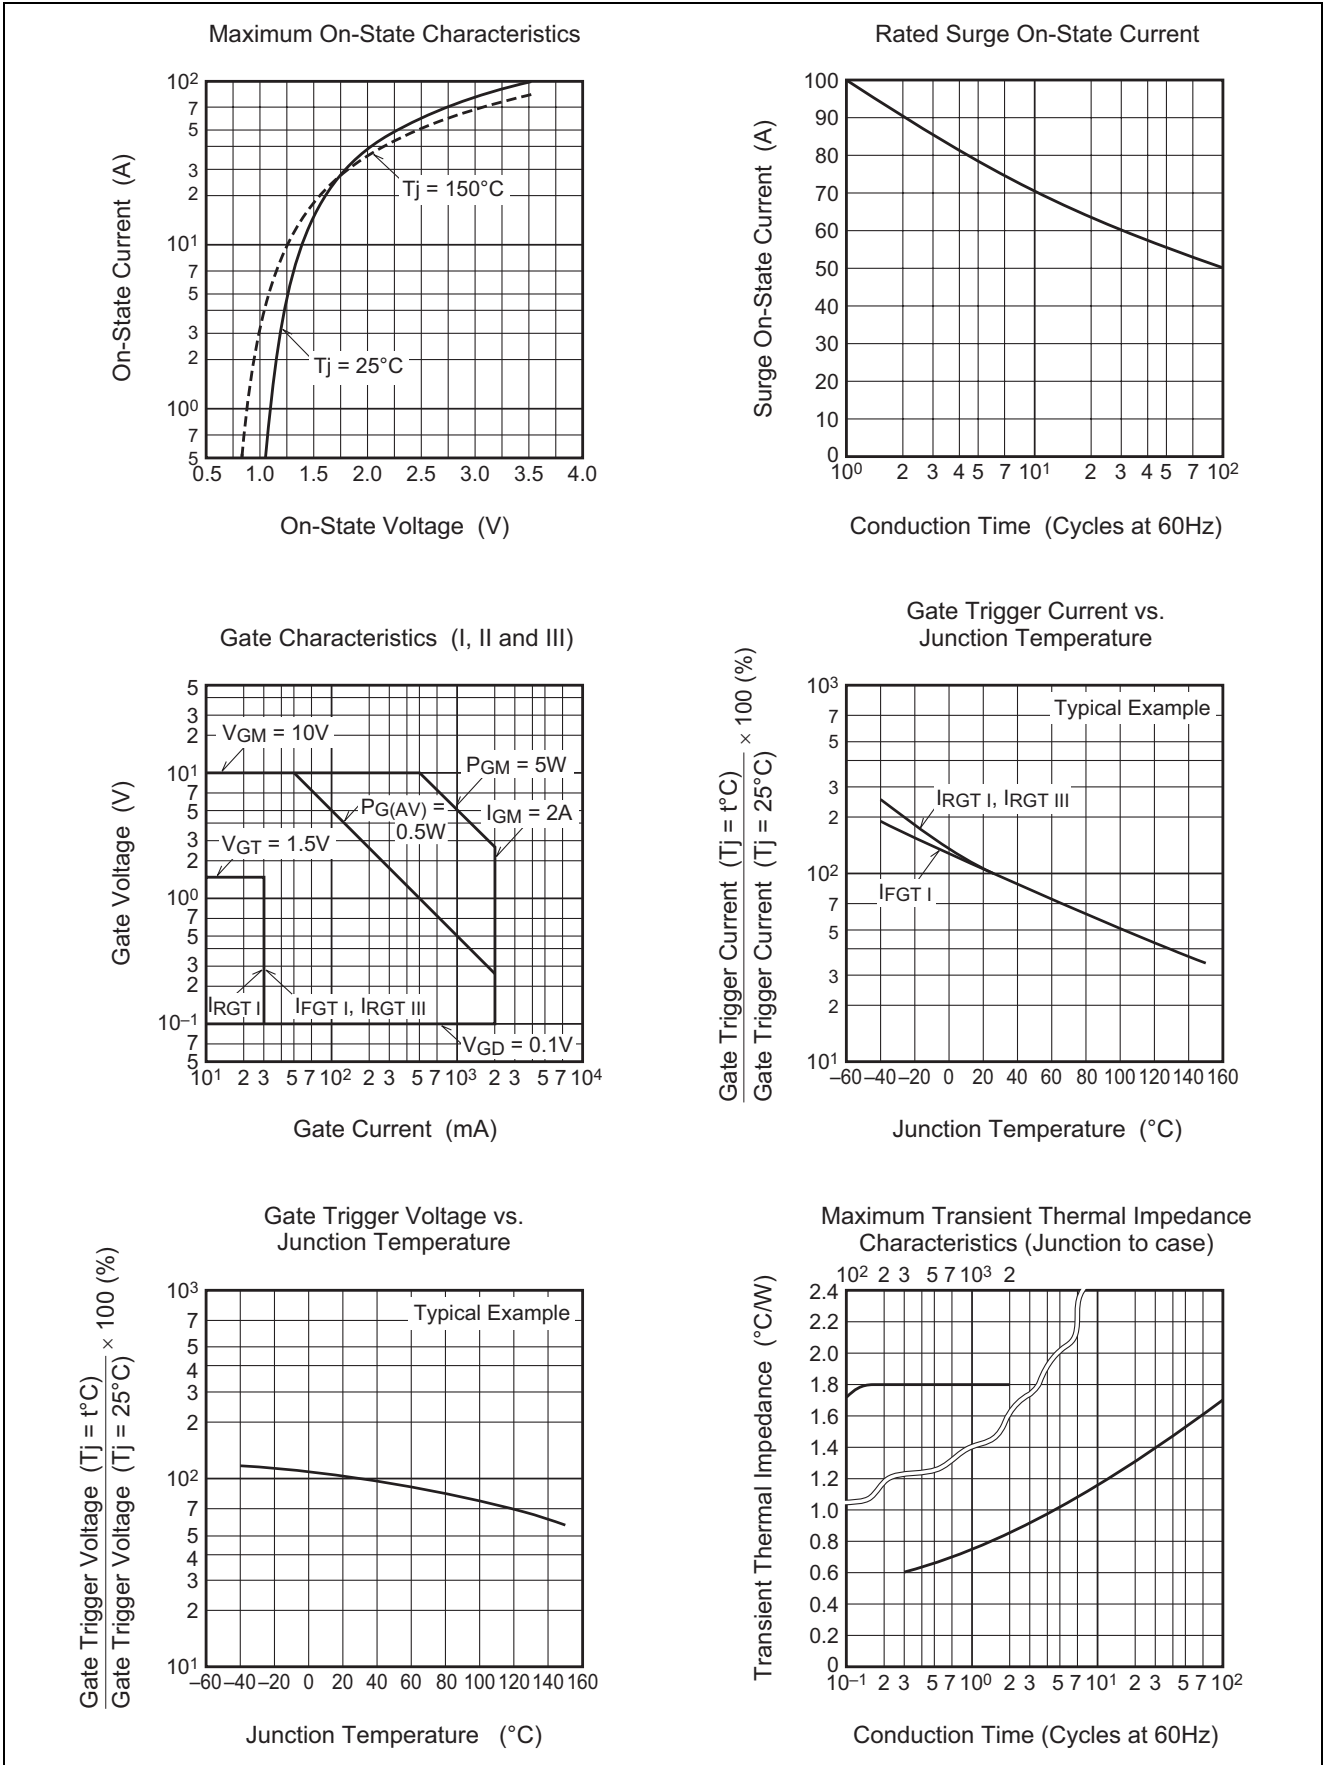 Maximum On-State Characteristics
On-State Current (A)
10²
7
5
3
2
10¹
7
5
3
2
10⁰
7
5
Tj = 150°C
Tj = 25°C
0.5 1.0 1.5 2.0 2.5 3.0 3.5 4.0
On-State Voltage (V)
Rated Surge On-State Current
Surge On-State Current (A)
100
90
80
70
60
50
40
30
20
10
0
10⁰ 2 3 4 5 7 10¹ 2 3 4 5 7 10²
Conduction Time (Cycles at 60Hz)
Gate Characteristics (I, II and III)
Gate Voltage (V)
5
3
2
10¹
7
5
3
2
10⁰
7
5
3
2
10⁻¹
7
5
VGM = 10V
PGM = 5W
PG(AV) =
0.5W
IGM = 2A
VGT = 1.5V
IRGT I
IFGT I, IRGT III
VGD = 0.1V
10¹ 2 3 5 7 10² 2 3 5 7 10³ 2 3 5 7 10⁴
Gate Current (mA)
Gate Trigger Current vs.
Junction Temperature
Gate Trigger Current (Tj = t°C)
Gate Trigger Current (Tj = 25°C)
× 100 (%)
10³
7
5
3
2
10²
7
5
3
2
10¹
Typical Example
IRGT I, IRGT III
IFGT I
–60 –40 –20 0 20 40 60 80 100 120 140 160
Junction Temperature (°C)
Gate Trigger Voltage vs.
Junction Temperature
Gate Trigger Voltage (Tj = t°C)
Gate Trigger Voltage (Tj = 25°C)
× 100 (%)
10³
7
5
4
3
2
10²
7
5
4
3
2
10¹
Typical Example
–60 –40 –20 0 20 40 60 80 100 120 140 160
Junction Temperature (°C)
Maximum Transient Thermal Impedance
Characteristics (Junction to case)
10² 2 3 5 7 10³ 2
Transient Thermal Impedance (°C/W)
2.4
2.2
2.0
1.8
1.6
1.4
1.2
1.0
0.8
0.6
0.4
0.2
0
10⁻¹ 2 3 5 7 10⁰ 2 3 5 7 10¹ 2 3 5 7 10²
Conduction Time (Cycles at 60Hz)